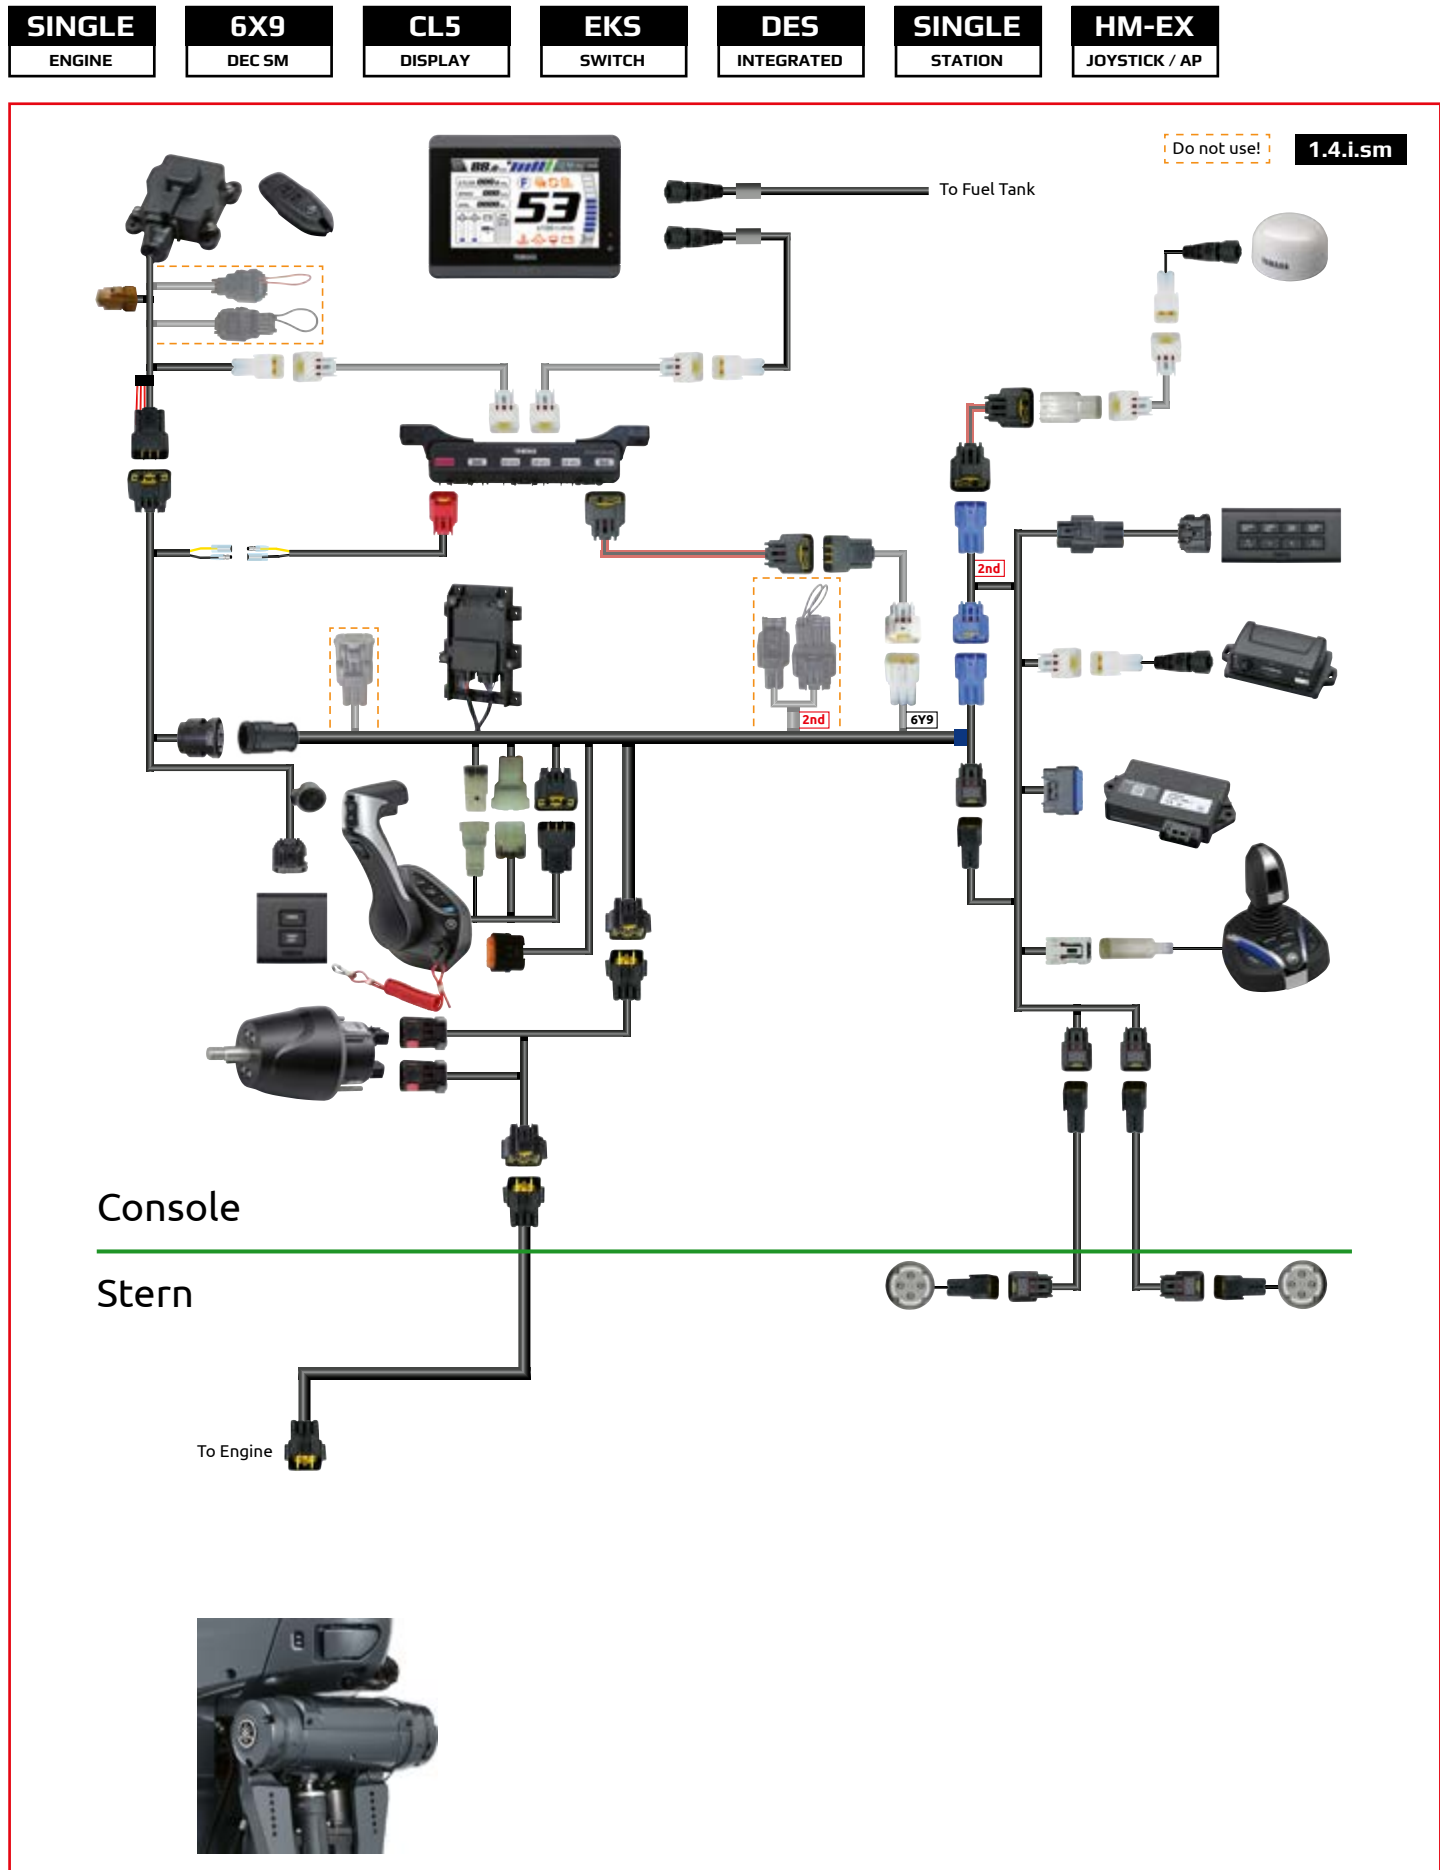 SINGLE
ENGINE
6X9
DEC SM
CL5
DISPLAY
EKS
SWITCH
DES
INTEGRATED
SINGLE
STATION
HM-EX
JOYSTICK / AP
Do not use!
1.4.i.sm
To Fuel Tank
53
YAMAHA
2nd
2nd
6Y9
Console
Stern
To Engine